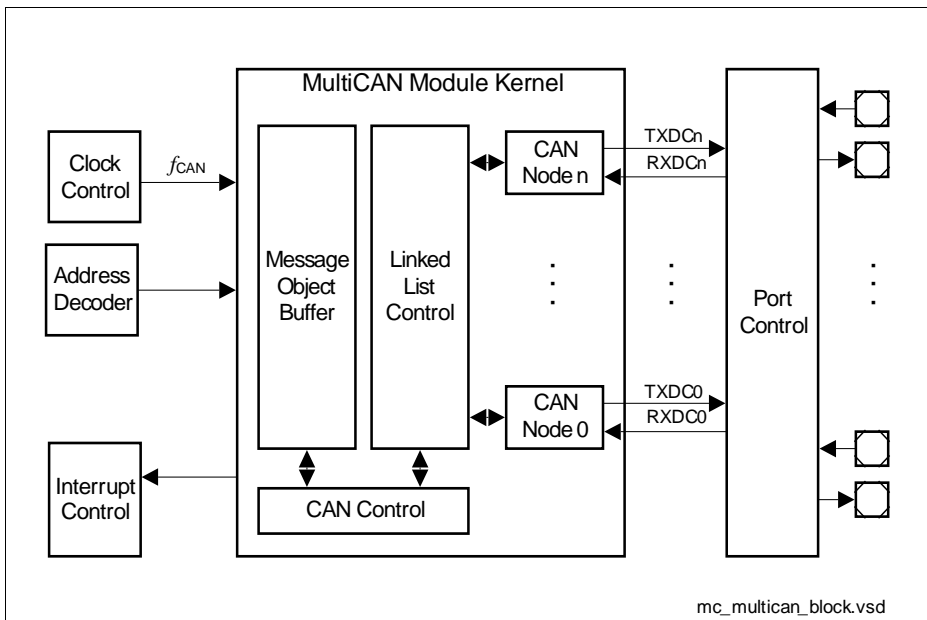 MultiCAN Module Kernel
Clock
Control
fCAN
Address
Decoder
Interrupt
Control
Message
Object
Buffer
Linked
List
Control
CAN Control
CAN
Node n
TXDCn
RXDCn
CAN
Node 0
TXDC0
RXDC0
Port
Control
mc_multican_block.vsd